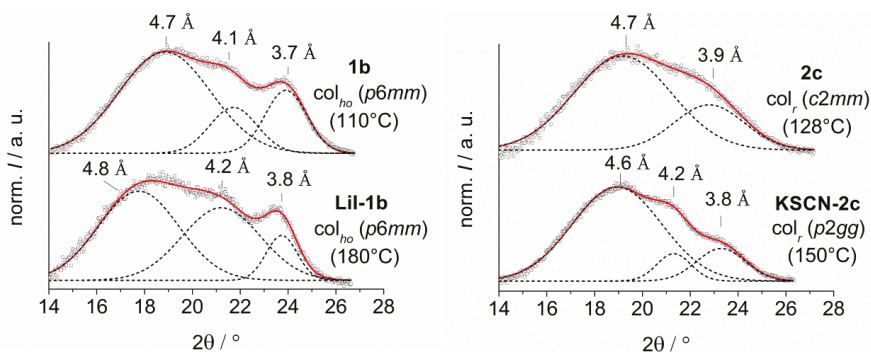 4.7 Å
4.1 Å
3.7 Å
1b
col_ho (p6mm)
(110°C)
4.8 Å
4.2 Å
3.8 Å
LiI-1b
col_ho (p6mm)
(180°C)
norm. I / a. u.
norm. I / a. u.
14 16 18 20 22 24 26 28
2θ / °
4.7 Å
3.9 Å
2c
col_r (c2mm)
(128°C)
4.6 Å
4.2 Å
3.8 Å
KSCN-2c
col_r (p2gg)
(150°C)
norm. I / a. u.
norm. I / a. u.
14 16 18 20 22 24 26 28
2θ / °